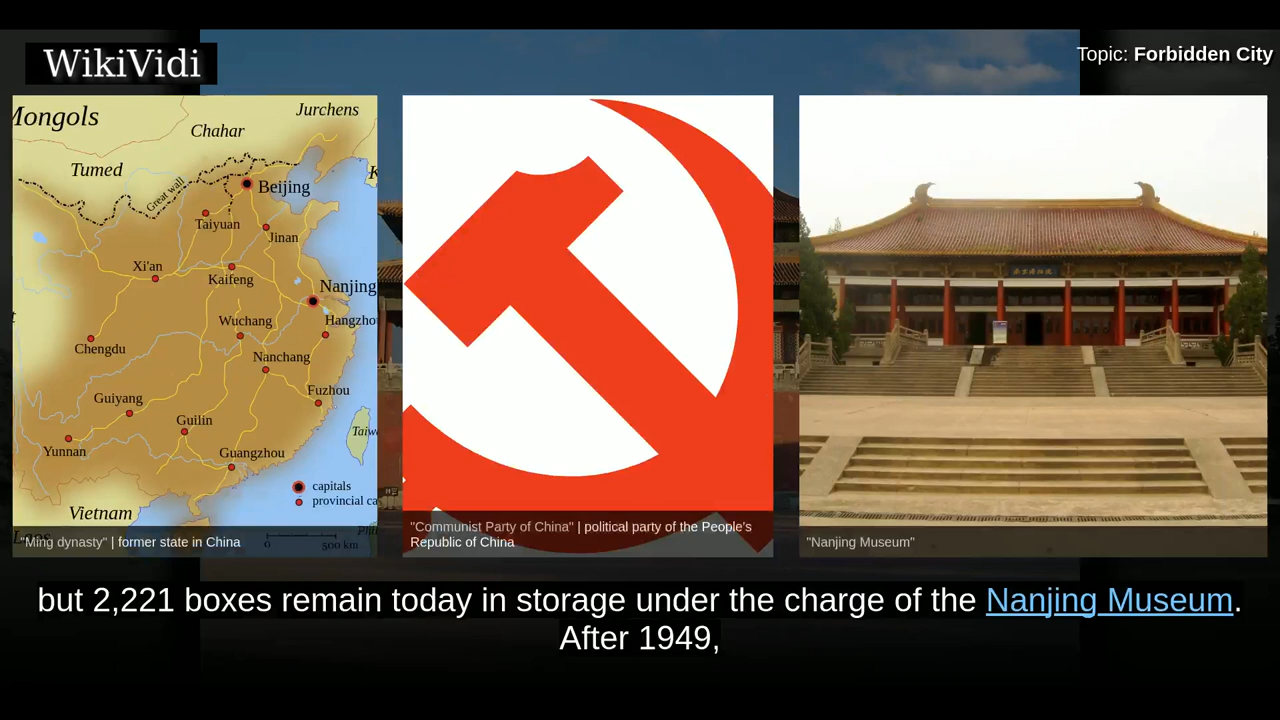 WikiVidi
Topic: Forbidden City
Mongols
Jurchens
Chahar
Tumed
Great wall
Beijing
Taiyuan
Jinan
Xi'an
Kaifeng
Nanjing
Wuchang
Hangzhou
Chengdu
Nanchang
Guiyang
Fuzhou
Guilin
Yunnan
Guangzhou
capitals
provincial ca
Vietnam
0 500 km
"Ming dynasty" | former state in China
"Communist Party of China" | political party of the People's
Republic of China
"Nanjing Museum"
but 2,221 boxes remain today in storage under the charge of the Nanjing Museum.
After 1949,